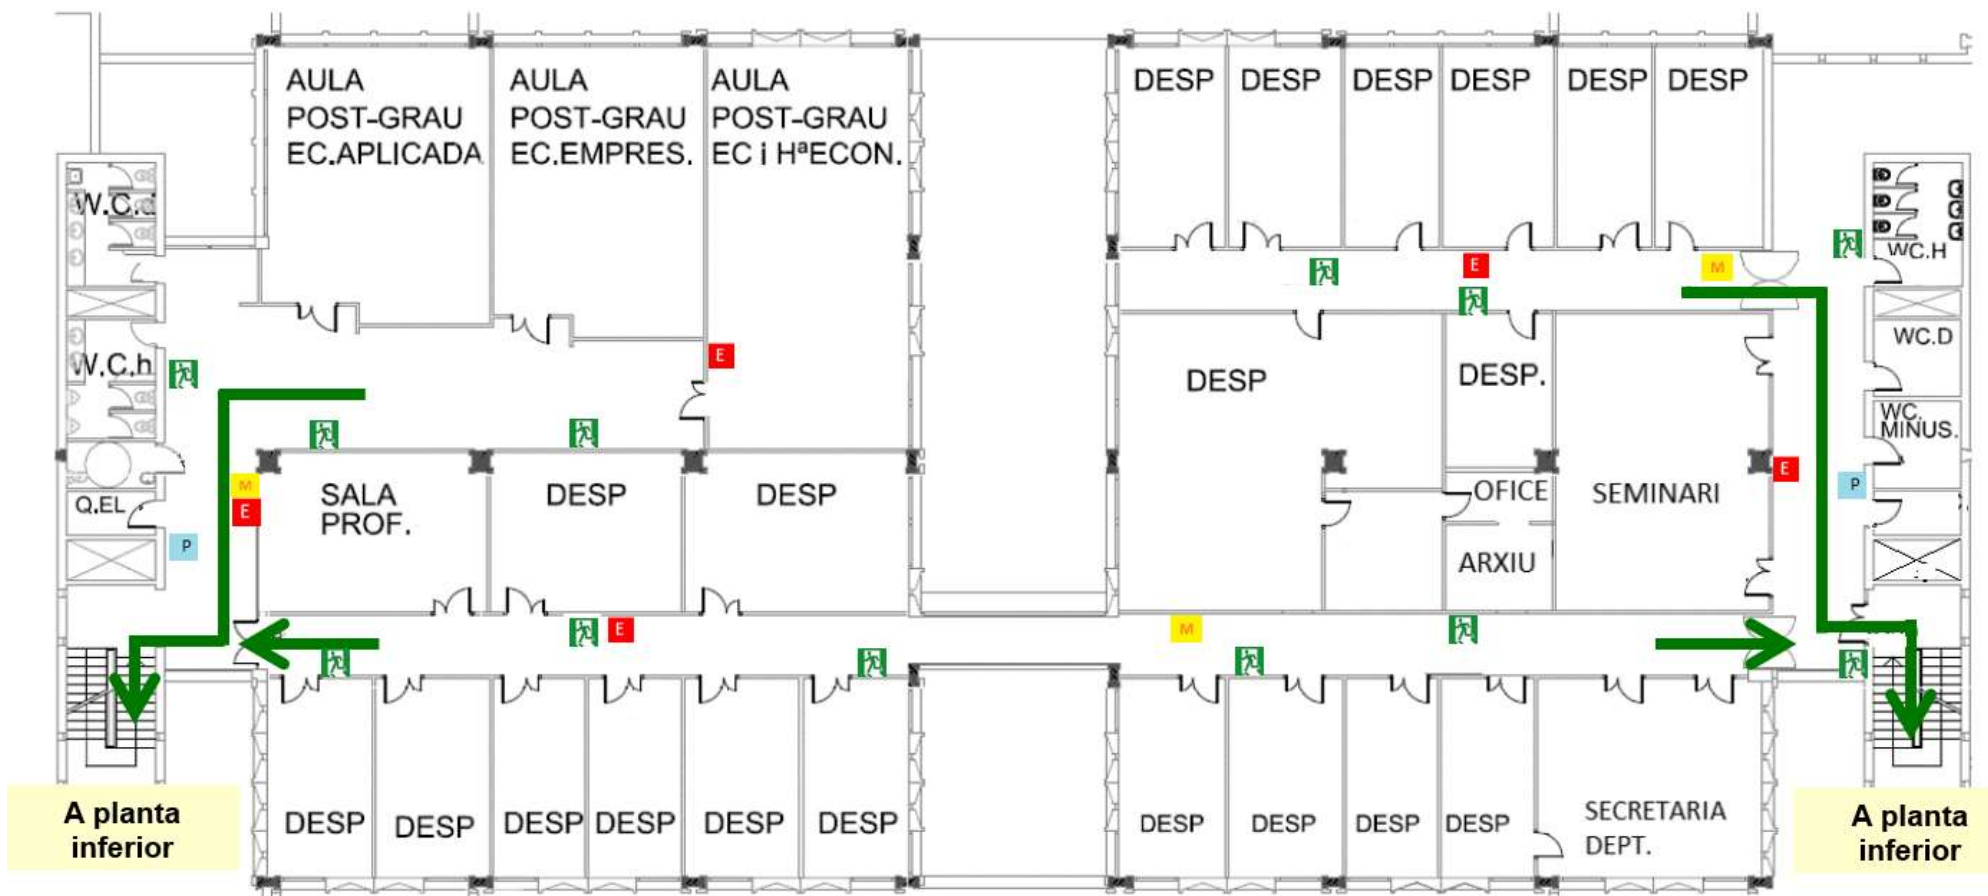 AULA
POST-GRAU
EC.APLICADA
AULA
POST-GRAU
EC.EMPRES.
AULA
POST-GRAU
EC i HªECON.
DESP
DESP
DESP
DESP
DESP
DESP
W.C.d
W.C.h
Q.EL
P
M
E
E
SALA
PROF.
DESP
DESP
E
E
M
DESP
DESP.
OFICE
ARXIU
SEMINARI
E
P
WC.H
WC.D
WC.
MINUS.
M
DESP
DESP
DESP
DESP
DESP
DESP
DESP
DESP
DESP
DESP
SECRETARIA
DEPT.
A planta
inferior
A planta
inferior